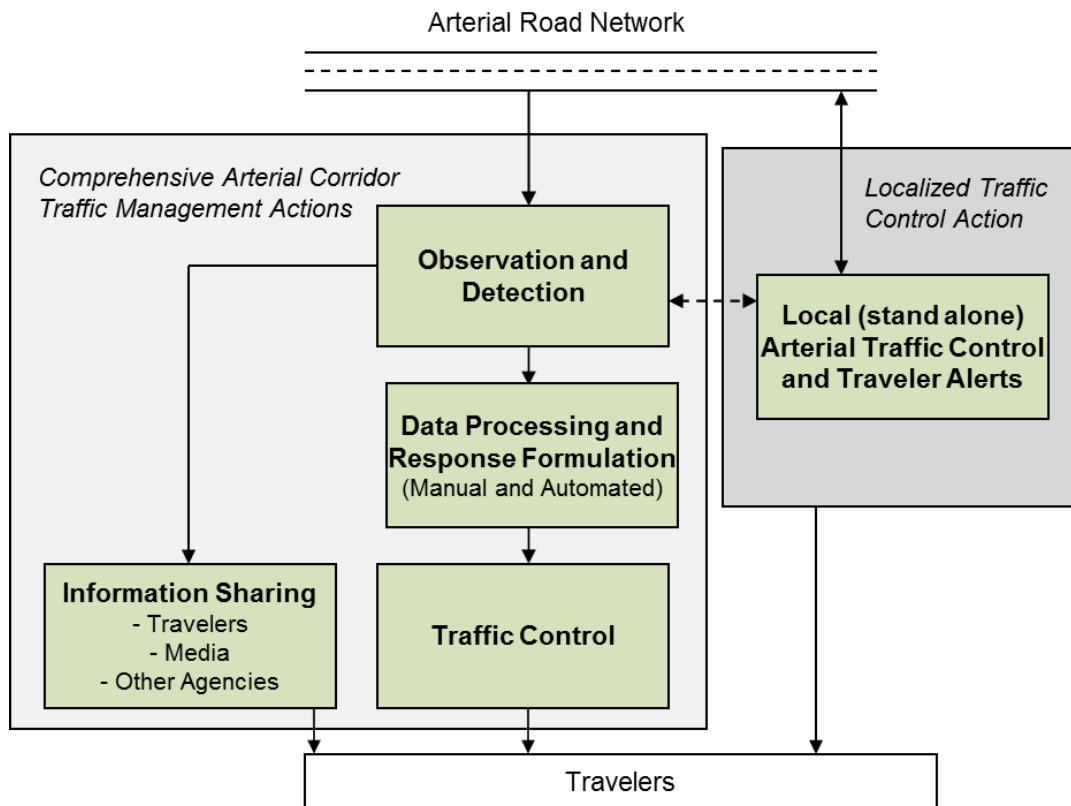 Arterial Road Network
Comprehensive Arterial Corridor
Traffic Management Actions
Localized Traffic
Control Action
Observation and
Detection
Local (stand alone)
Arterial Traffic Control
and Traveler Alerts
Data Processing and
Response Formulation
(Manual and Automated)
Information Sharing
- Travelers
- Media
- Other Agencies
Traffic Control
Travelers